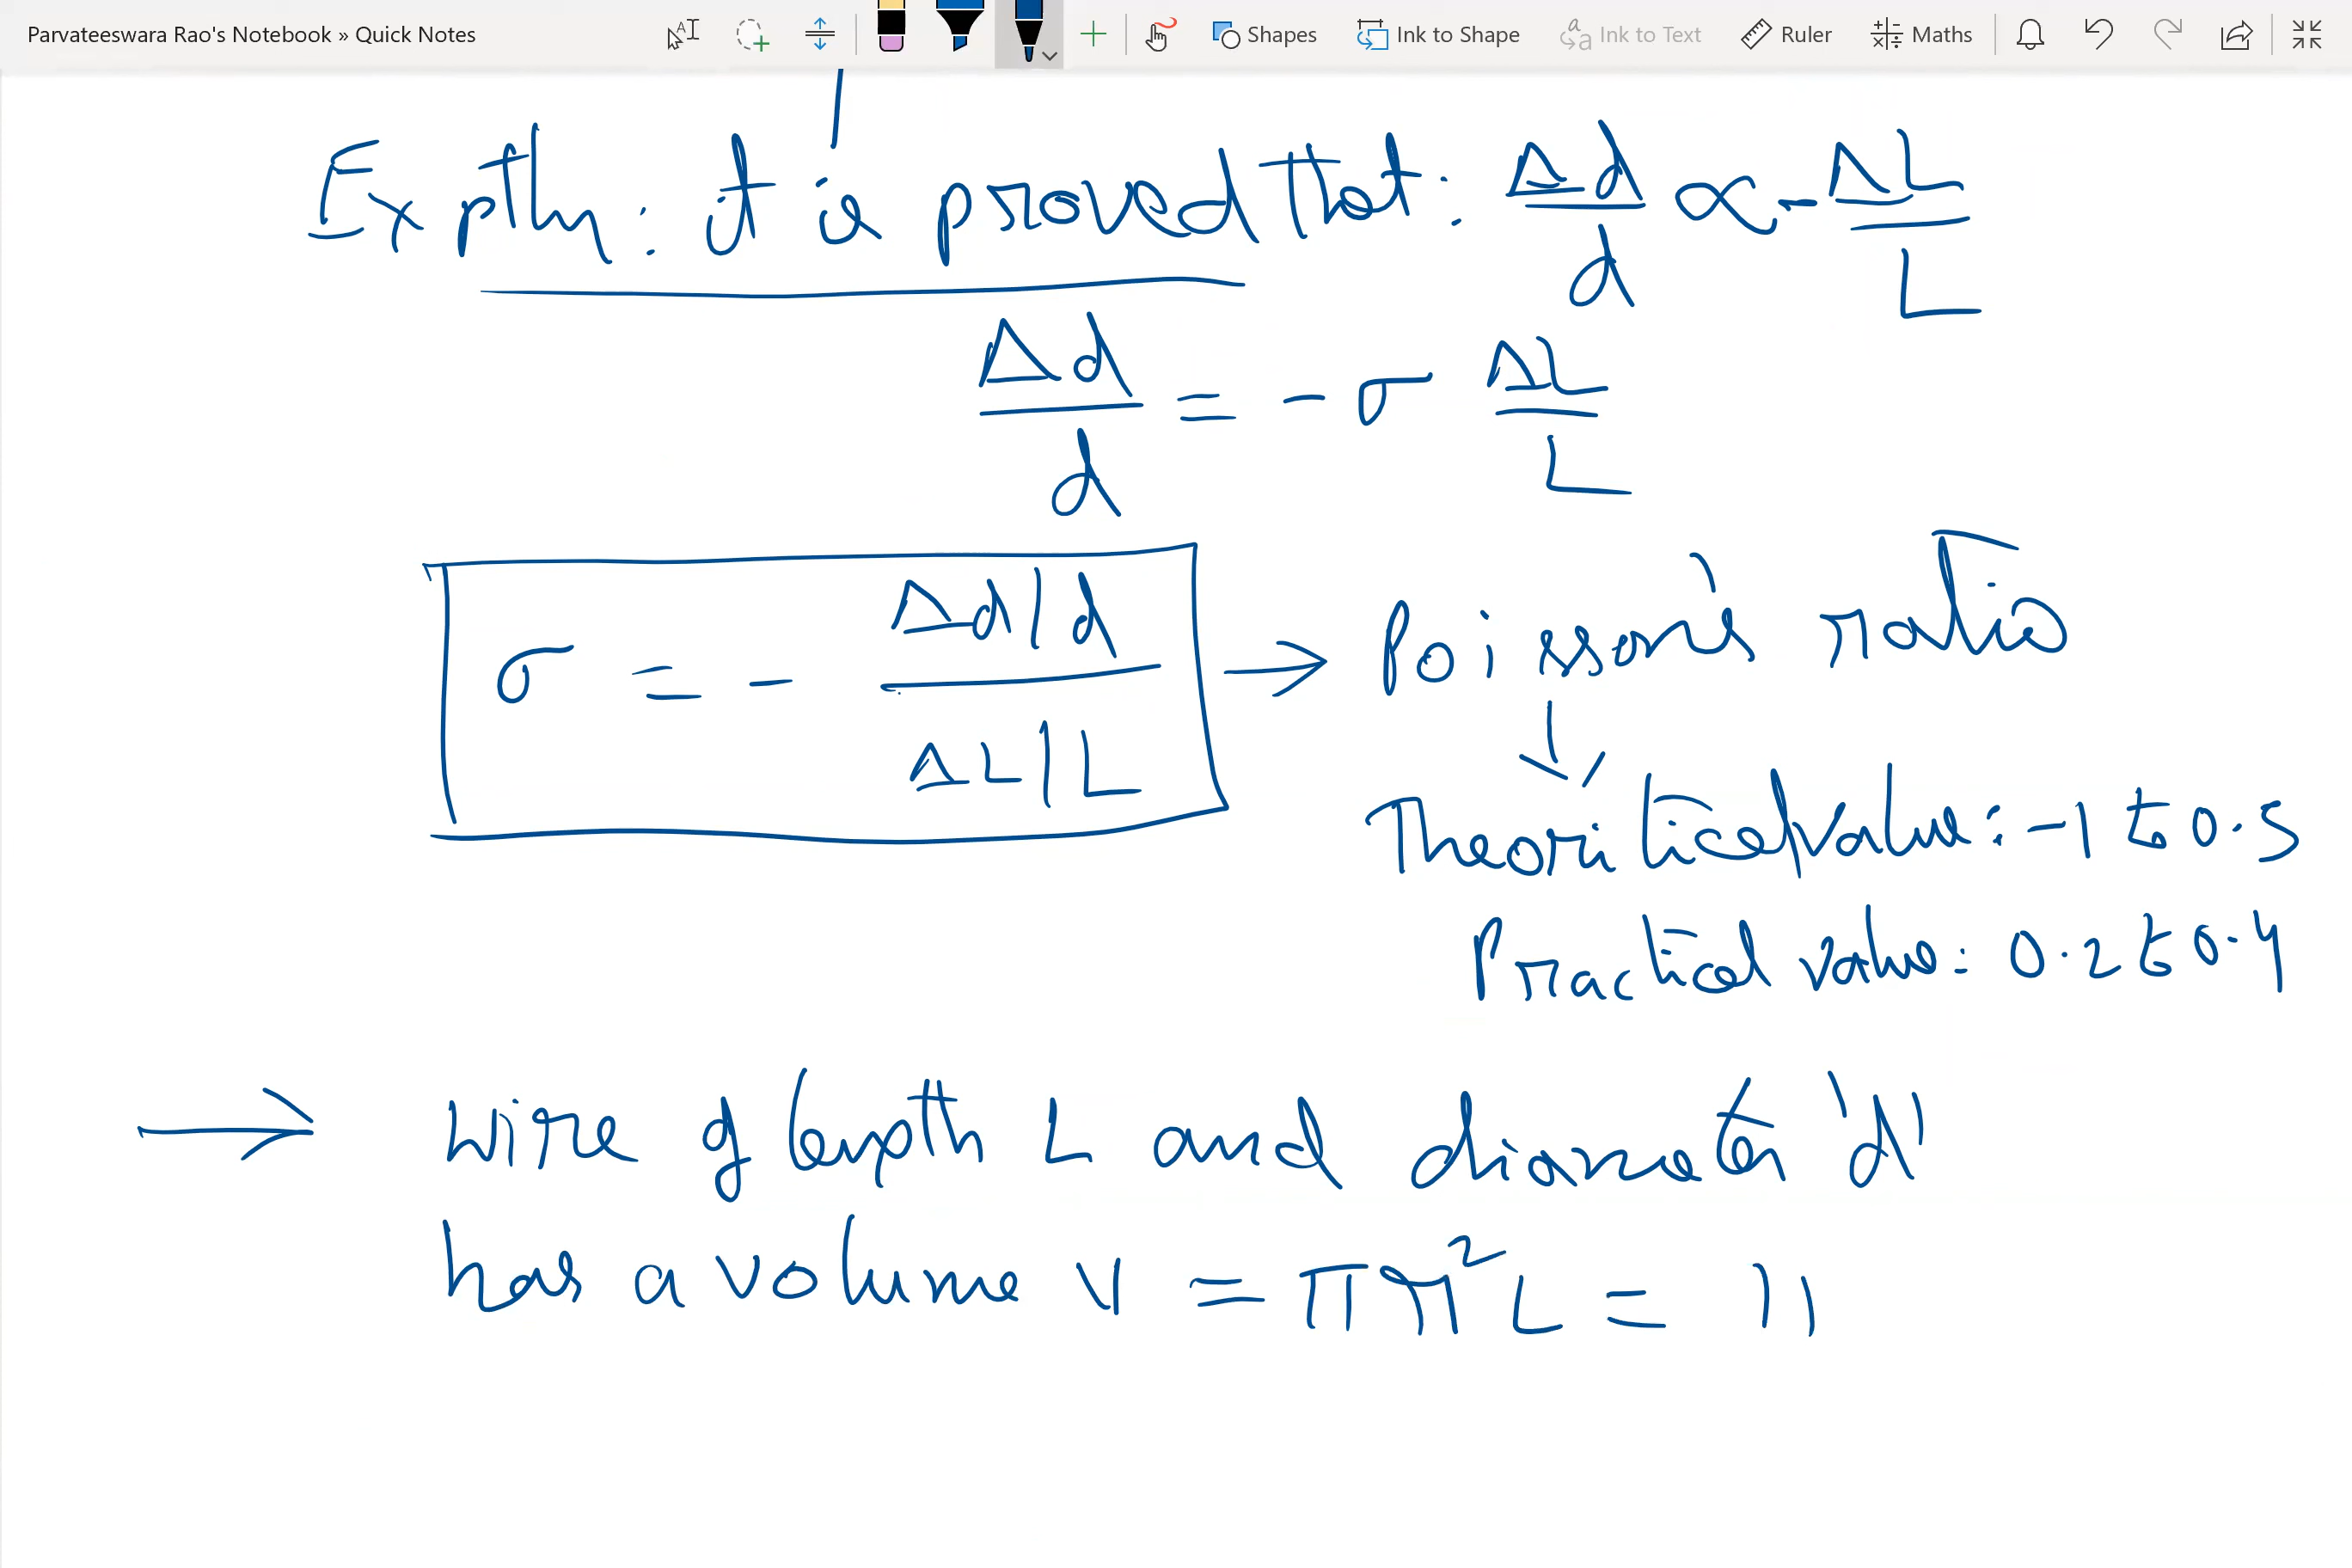 Parvateeswara Rao's Notebook » Quick Notes Shapes Ink to Shape Ink to Text Ruler Maths
Exptly: it is proved that: Δd/d ∝ - ΔL/L
Δd/d = - σ ΔL/L
σ = - Δd/d / ΔL/L → Poisson's ratio
Theoritical value: -1 to 0.5
Practical value: 0.2 to 0.4
→ Wire of length L and diameter 'd'
has a volume V = πr²L = π